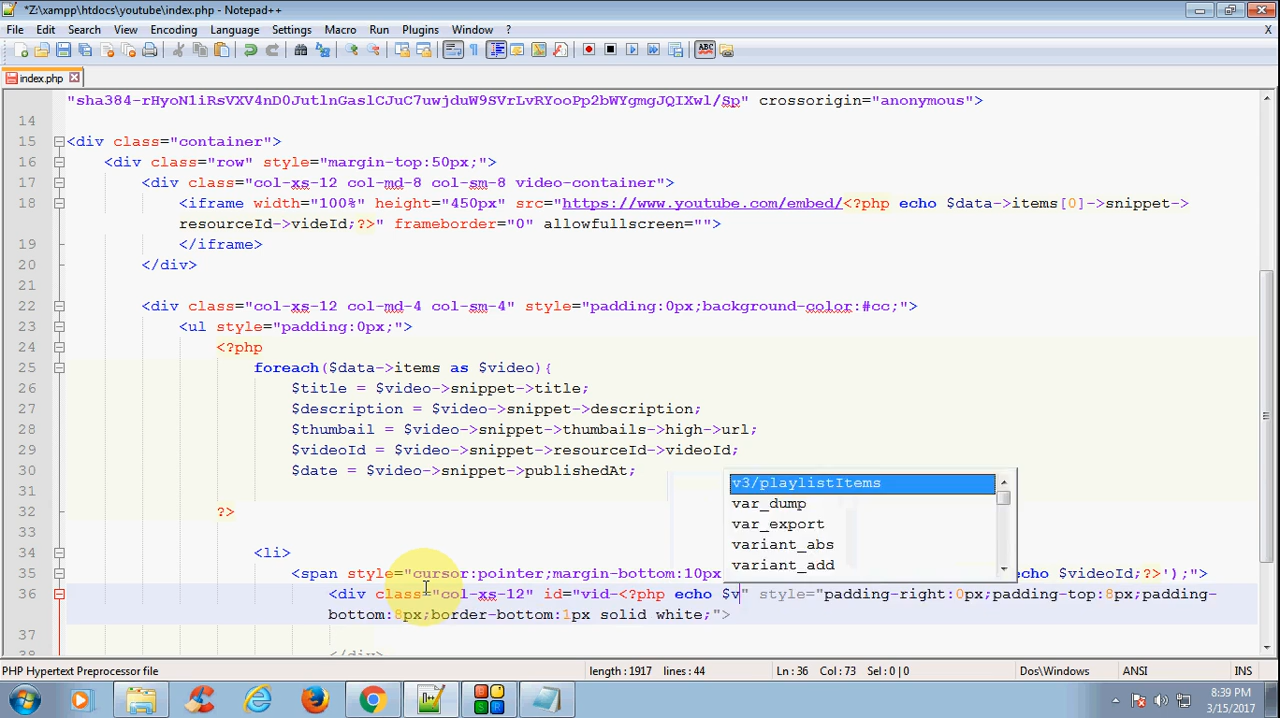 *Z:\xampp\htdocs\youtube\index.php - Notepad++
File Edit Search View Encoding Language Settings Macro Run Plugins Window ? X
index.php
"sha384-rHyoN1iRsVXV4nD0JutlnGaslCJuC7uwjduW9SVrLvRYooPp2bWYgmgJQIXwl/Sp" crossorigin="anonymous">
14
15 <div class="container">
16 <div class="row" style="margin-top:50px;">
17 <div class="col-xs-12 col-md-8 col-sm-8 video-container">
18 <iframe width="100%" height="450px" src="https://www.youtube.com/embed/<?php echo $data->items[0]->snippet->
resourceId->videId;?>" frameborder="0" allowfullscreen="">
19 </iframe>
20 </div>
21
22 <div class="col-xs-12 col-md-4 col-sm-4" style="padding:0px;background-color:#cc;">
23 <ul style="padding:0px;">
24 <?php
25 foreach($data->items as $video){
26 $title = $video->snippet->title;
27 $description = $video->snippet->description;
28 $thumbail = $video->snippet->thumbails->high->url;
29 $videoId = $video->snippet->resourceId->videoId;
30 $date = $video->snippet->publishedAt;
31
32 ?>
33
34 <li>
35 <span style="cursor:pointer;margin-bottom:10px echo $videoId;?>');">
36 <div class="col-xs-12" id="vid-<?php echo $v" style="padding-right:0px;padding-top:8px;padding-
bottom:8px;border-bottom:1px solid white;">
37
38 </div>
v3/playlistItems
var_dump
var_export
variant_abs
variant_add
PHP Hypertext Preprocessor file length : 1917 lines : 44 Ln : 36 Col : 73 Sel : 0 | 0 Dos\Windows ANSI INS
8:39 PM
3/15/2017